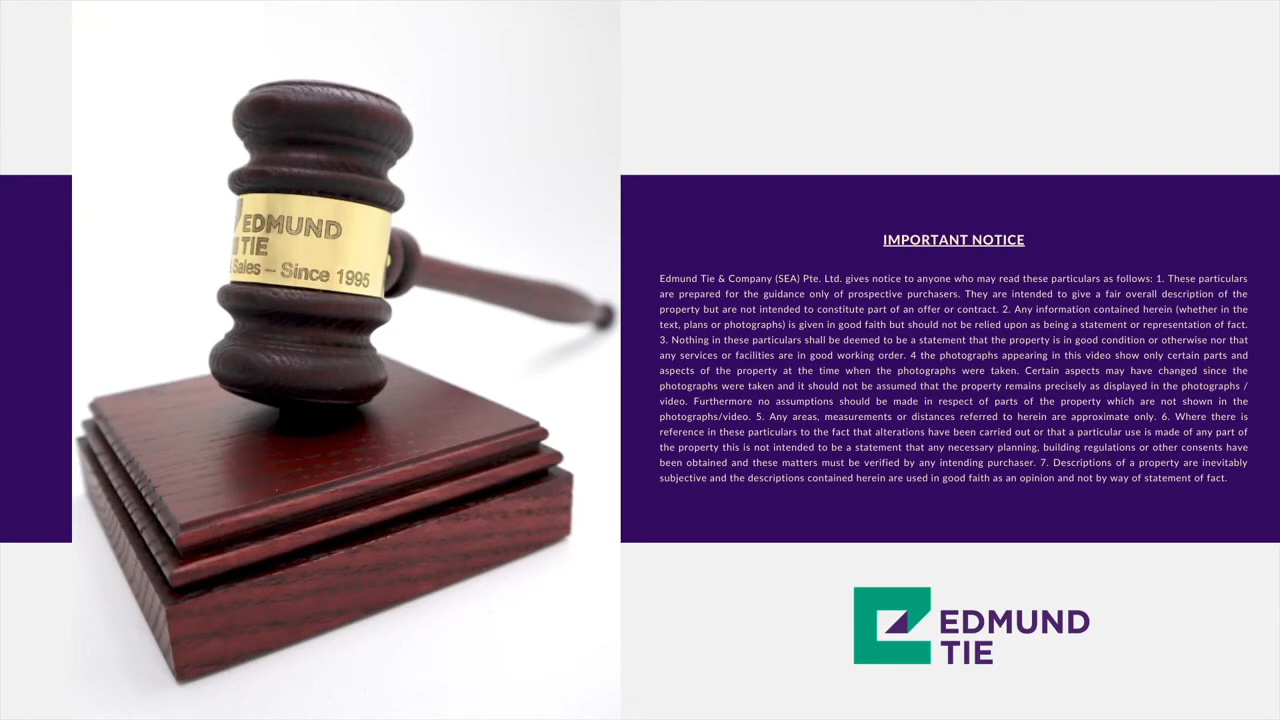 EDMUND
TIE
Sales – Since 1995
IMPORTANT NOTICE
Edmund Tie & Company (SEA) Pte. Ltd. gives notice to anyone who may read these particulars as follows: 1. These particulars
are prepared for the guidance only of prospective purchasers. They are intended to give a fair overall description of the
property but are not intended to constitute part of an offer or contract. 2. Any information contained herein (whether in the
text, plans or photographs) is given in good faith but should not be relied upon as being a statement or representation of fact.
3. Nothing in these particulars shall be deemed to be a statement that the property is in good condition or otherwise nor that
any services or facilities are in good working order. 4 the photographs appearing in this video show only certain parts and
aspects of the property at the time when the photographs were taken. Certain aspects may have changed since the
photographs were taken and it should not be assumed that the property remains precisely as displayed in the photographs /
video. Furthermore no assumptions should be made in respect of parts of the property which are not shown in the
photographs/video. 5. Any areas, measurements or distances referred to herein are approximate only. 6. Where there is
reference in these particulars to the fact that alterations have been carried out or that a particular use is made of any part of
the property this is not intended to be a statement that any necessary planning, building regulations or other consents have
been obtained and these matters must be verified by any intending purchaser. 7. Descriptions of a property are inevitably
subjective and the descriptions contained herein are used in good faith as an opinion and not by way of statement of fact.
EDMUND
TIE